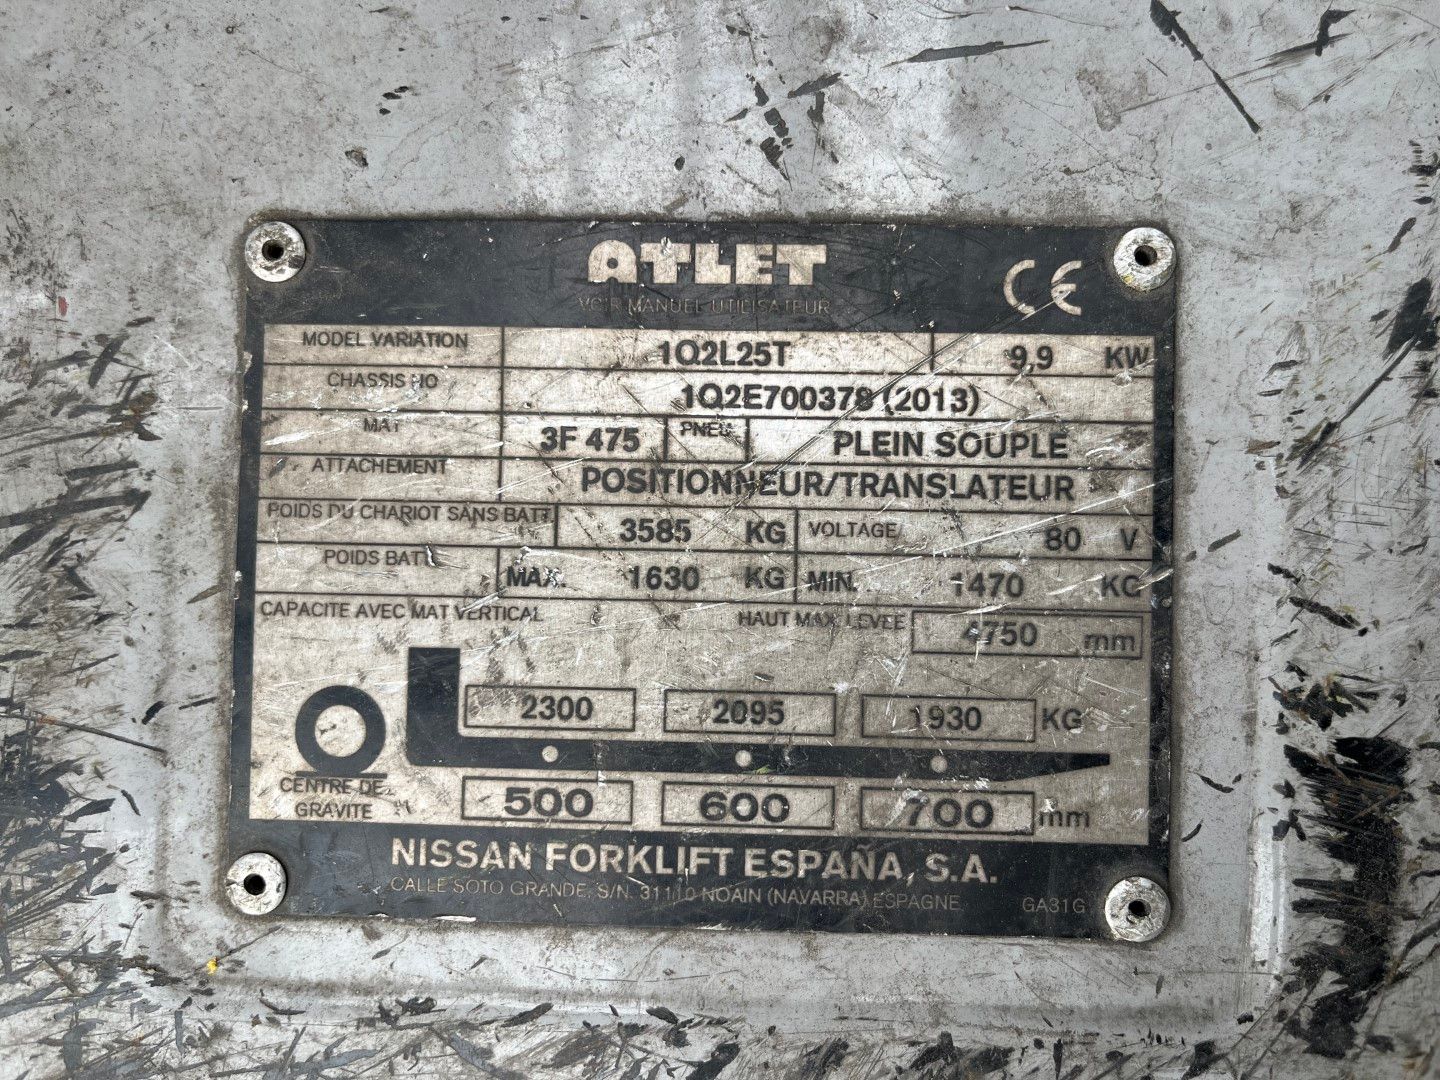 ATLET
VOIR MANUEL UTILISATEUR
CE
MODEL VARIATION 1Q2L25T 9,9 KW
CHASSIS NO 1Q2E700378 (2013)
MAT 3F 475 PNEU PLEIN SOUPLE
ATTACHEMENT POSITIONNEUR/TRANSLATEUR
POIDS DU CHARIOT SANS BATT 3585 KG VOLTAGE 80 V
POIDS BATT MAX. 1630 KG MIN. 1470 KG
CAPACITE AVEC MAT VERTICAL HAUT MAX. LEVEE 4750 mm
2300 2095 1930 KG
CENTRE DE
GRAVITE
500 600 700 mm
NISSAN FORKLIFT ESPAÑA, S.A.
CALLE SOTO GRANDE, S/N. 31110 NOAIN (NAVARRA) ESPAGNE GA31G